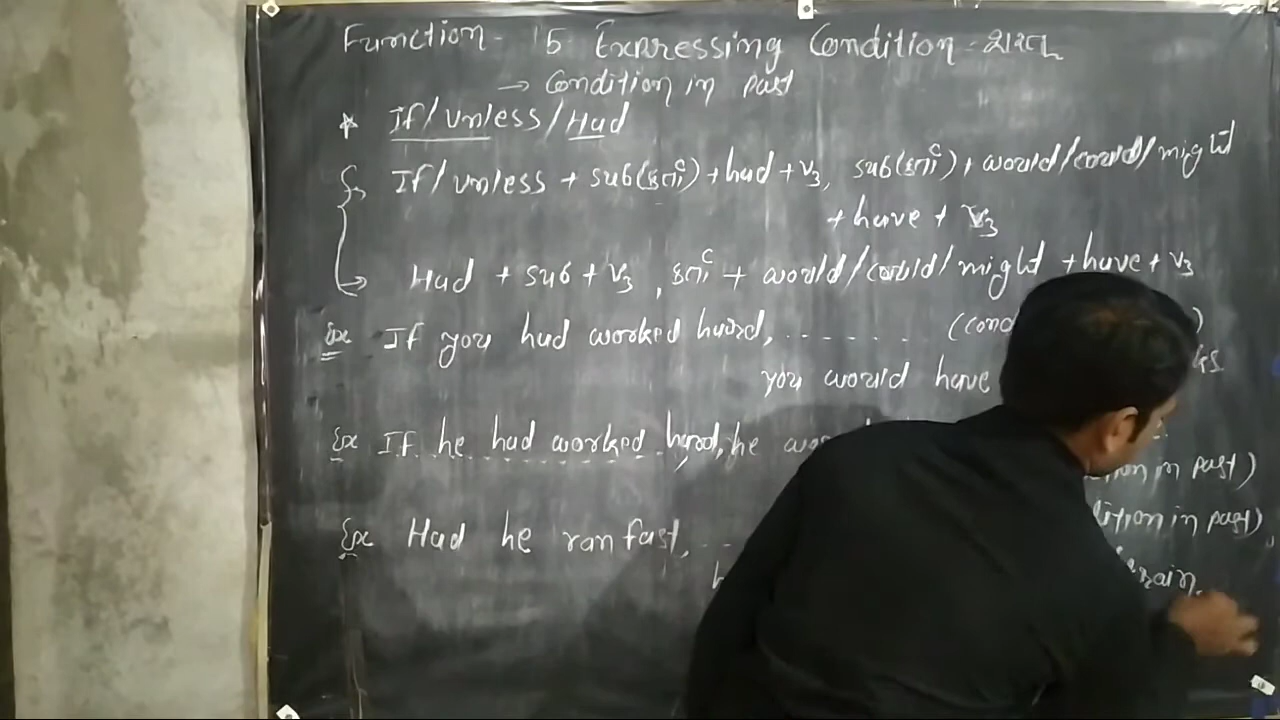 Function - 15 Expressing Condition - શરત
→ Condition in past
* If/unless/Had
If/unless + sub(કર્તા) + had + V3, sub(કર્તા) + would/could/might
+ have + V3
Had + sub + V3, કર્તા + would/could/might + have + V3
Ex If you had worked hard, ...... (cond )
you would have
Ex If he had worked hard, he
in past)
in past)
Ex Had he ran fast, ..